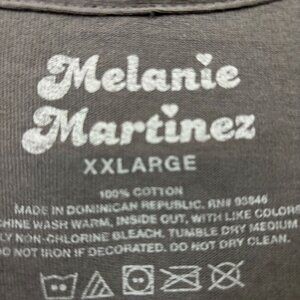 Melanie
Martinez
XXLARGE
100% COTTON
MADE IN DOMINICAN REPUBLIC. RN# 93846
CHINE WASH WARM, INSIDE OUT, WITH LIKE COLORS
LY NON-CHLORINE BLEACH. TUMBLE DRY MEDIUM
DO NOT IRON IF DECORATED. DO NOT DRY CLEAN.